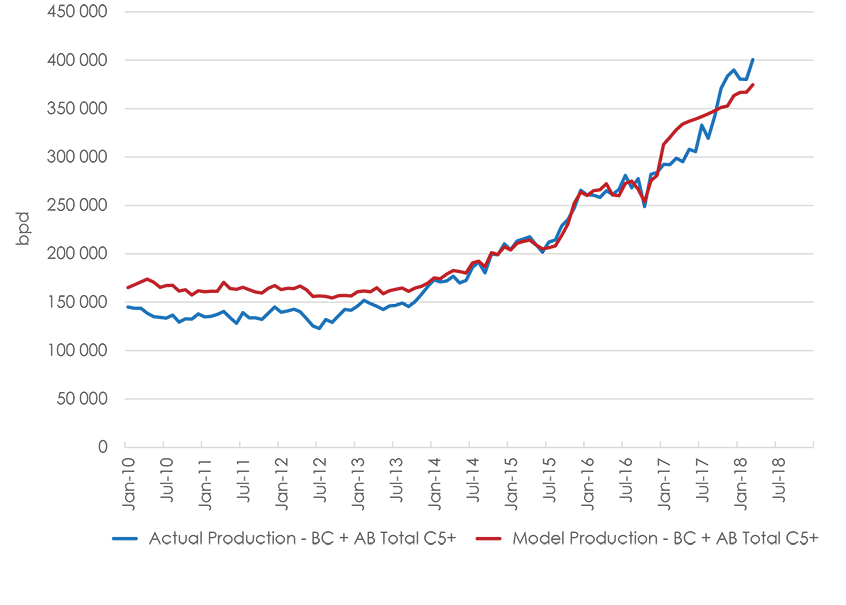 450 000
400 000
350 000
300 000
250 000
200 000
150 000
100 000
50 000
0
bpd
Jan-10
Jul-10
Jan-11
Jul-11
Jan-12
Jul-12
Jan-13
Jul-13
Jan-14
Jul-14
Jan-15
Jul-15
Jan-16
Jul-16
Jan-17
Jul-17
Jan-18
Jul-18
Actual Production - BC + AB Total C5+
Model Production - BC + AB Total C5+